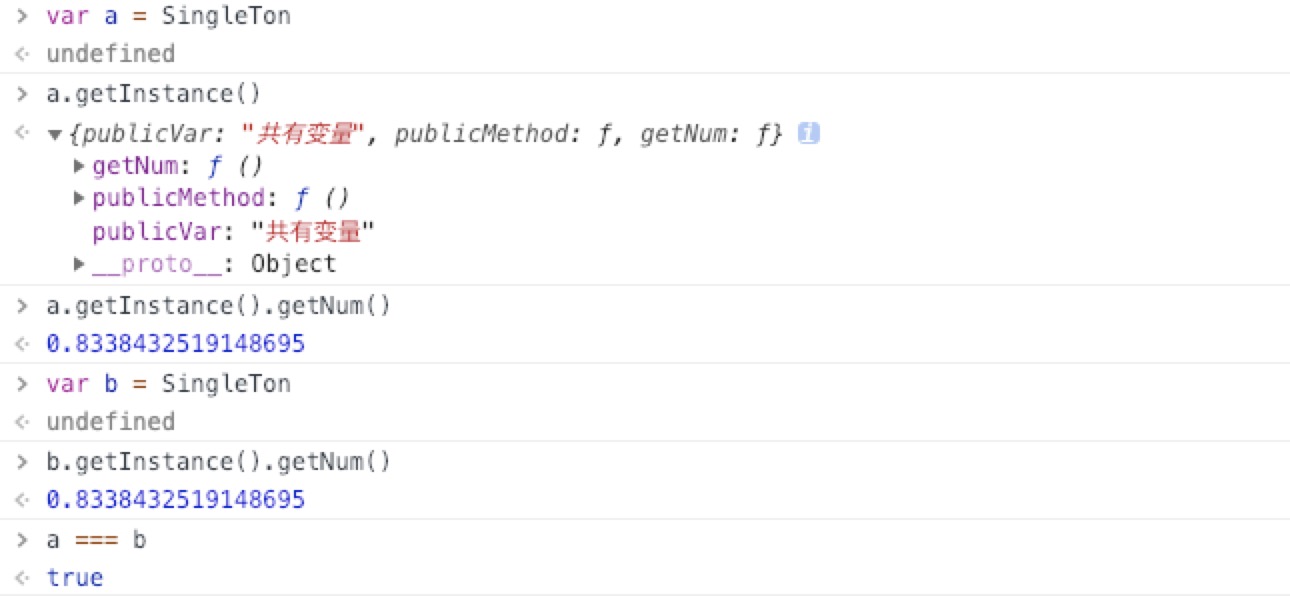 > var a = SingleTon
<· undefined
> a.getInstance()
<· ▼{publicVar: "共有变量", publicMethod: ƒ, getNum: ƒ} i
▶getNum: ƒ ()
▶publicMethod: ƒ ()
publicVar: "共有变量"
▶__proto__: Object
> a.getInstance().getNum()
<· 0.8338432519148695
> var b = SingleTon
<· undefined
> b.getInstance().getNum()
<· 0.8338432519148695
> a === b
<· true